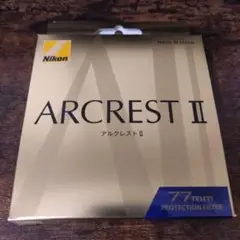 Nikon
ARCREST II
アルクレストII
77mm
PROTECTION FILTER